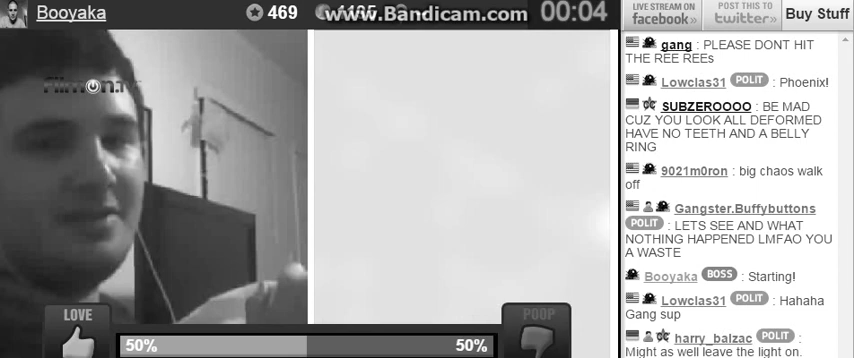 Booyaka
469
www.Bandicam.com
00:04
LIVE STREAM ON
facebook»
POST THIS TO
twitter»
Buy Stuff
FilmOn.TV
gang : PLEASE DONT HIT
THE REE REEs
Lowclas31 POLIT : Phoenix!
SUBZEROOOO : BE MAD
CUZ YOU LOOK ALL DEFORMED
HAVE NO TEETH AND A BELLY
RING
9021m0ron : big chaos walk
off
Gangster.Buffybuttons
POLIT : LETS SEE AND WHAT
NOTHING HAPPENED LMFAO YOU
A WASTE
Booyaka BOSS : Starting!
Lowclas31 POLIT : Hahaha
Gang sup
harry_balzac POLIT :
Might as well leave the light on.
LOVE
POOP
50%
50%